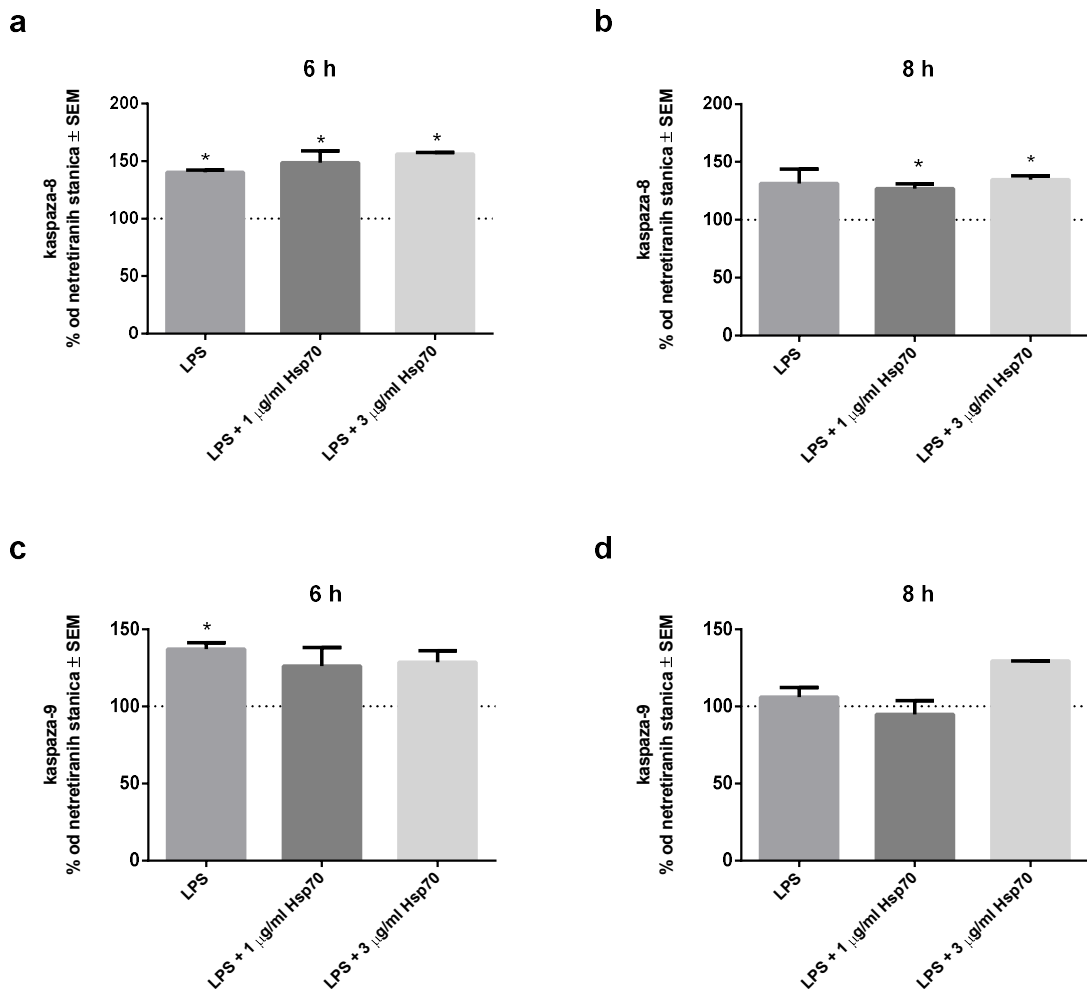 a
6 h
kaspaza-8
% od netretiranih stanica ± SEM
200
150
100
50
0
*
*
*
LPS
LPS + 1 μg/ml Hsp70
LPS + 3 μg/ml Hsp70
b
8 h
kaspaza-8
% od netretiranih stanica ± SEM
200
150
100
50
0
*
*
LPS
LPS + 1 μg/ml Hsp70
LPS + 3 μg/ml Hsp70
c
6 h
kaspaza-9
% od netretiranih stanica ± SEM
150
100
50
0
*
LPS
LPS + 1 μg/ml Hsp70
LPS + 3 μg/ml Hsp70
d
8 h
kaspaza-9
% od netretiranih stanica ± SEM
150
100
50
0
LPS
LPS + 1 μg/ml Hsp70
LPS + 3 μg/ml Hsp70